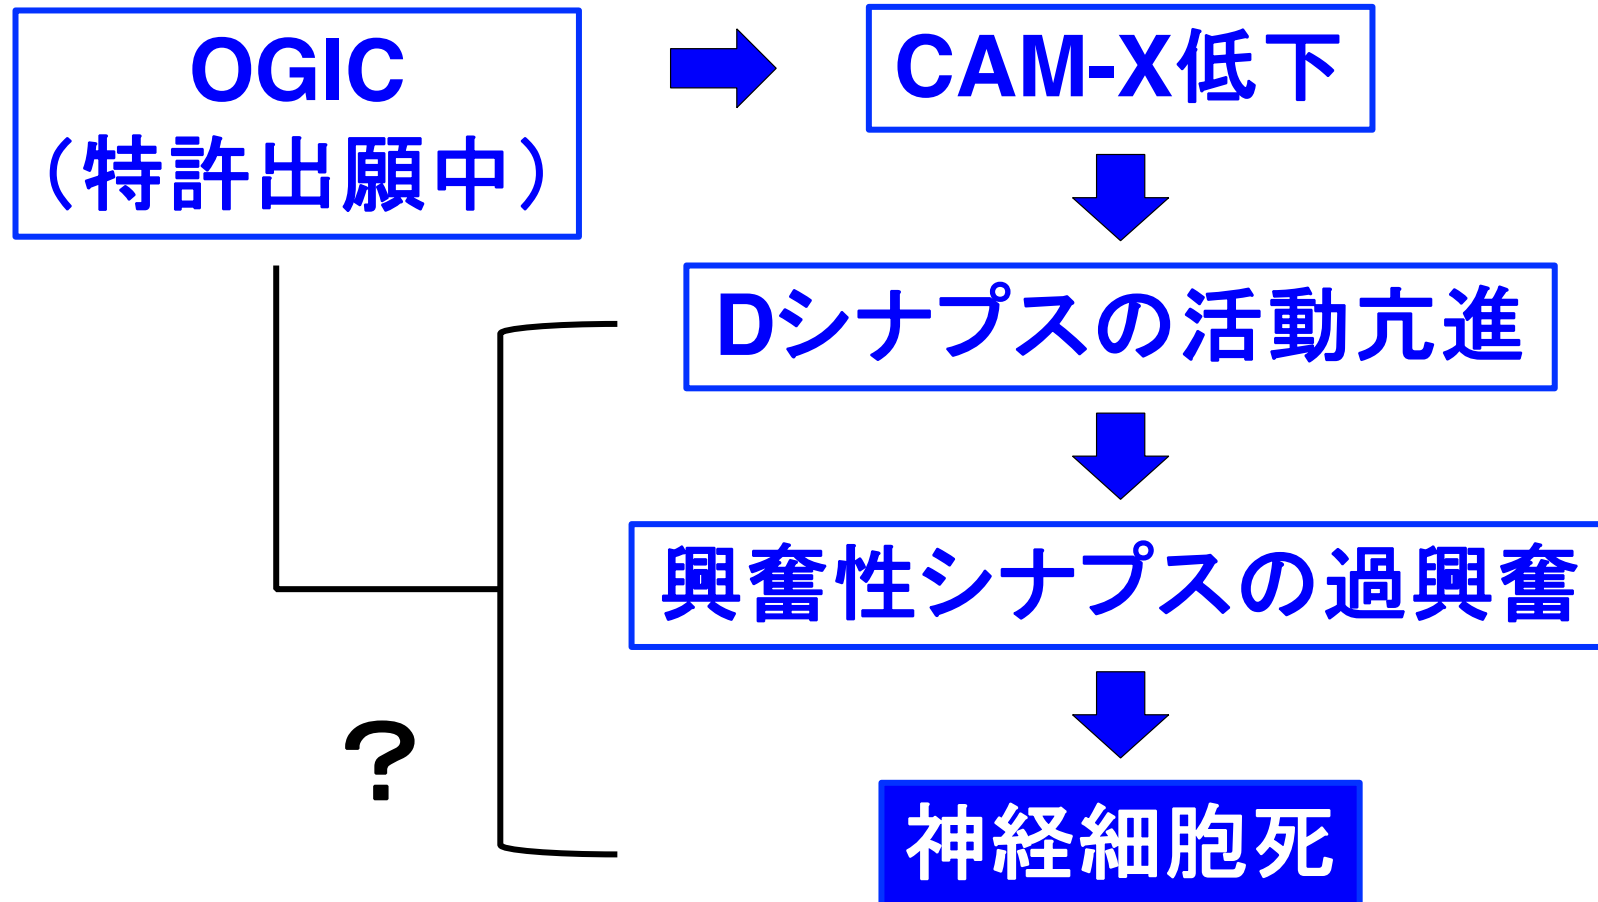 OGIC
（特許出願中）
CAM-X低下
Dシナプスの活動亢進
興奮性シナプスの過興奮
？
神経細胞死